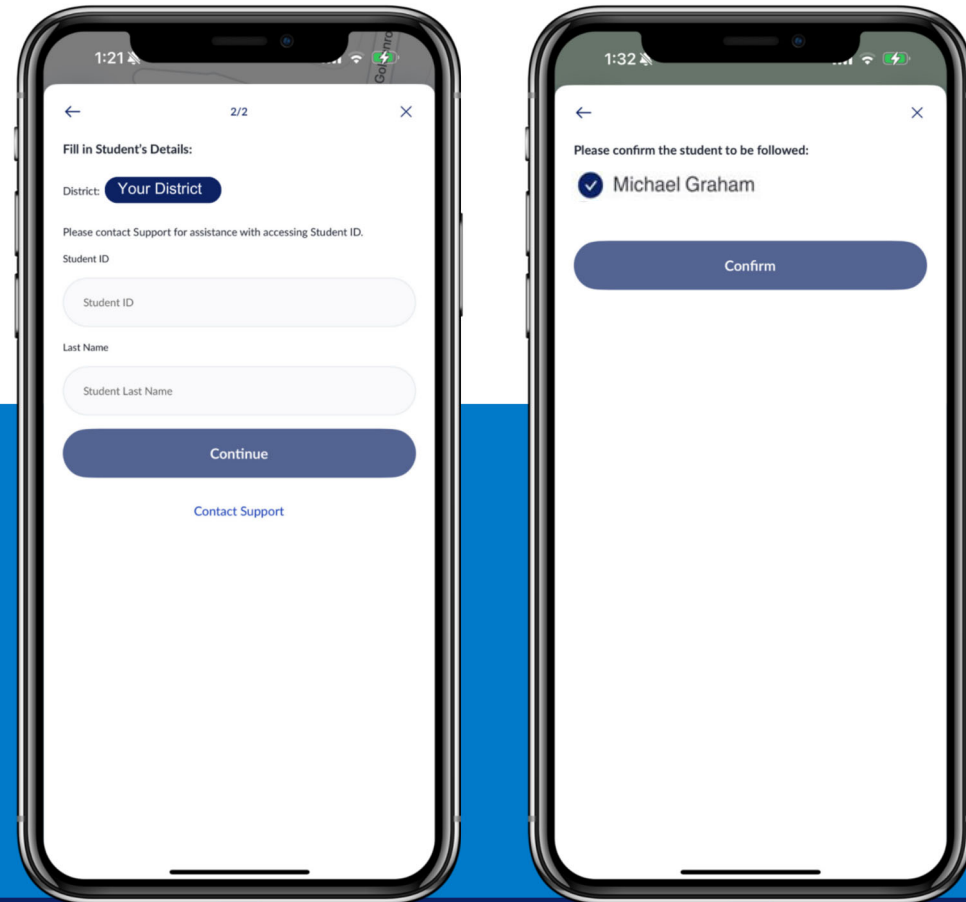 1:21
2/2
Fill in Student's Details:
District: Your District
Please contact Support for assistance with accessing Student ID.
Student ID
Student ID
Last Name
Student Last Name
Continue
Contact Support
1:32
Please confirm the student to be followed:
Michael Graham
Confirm